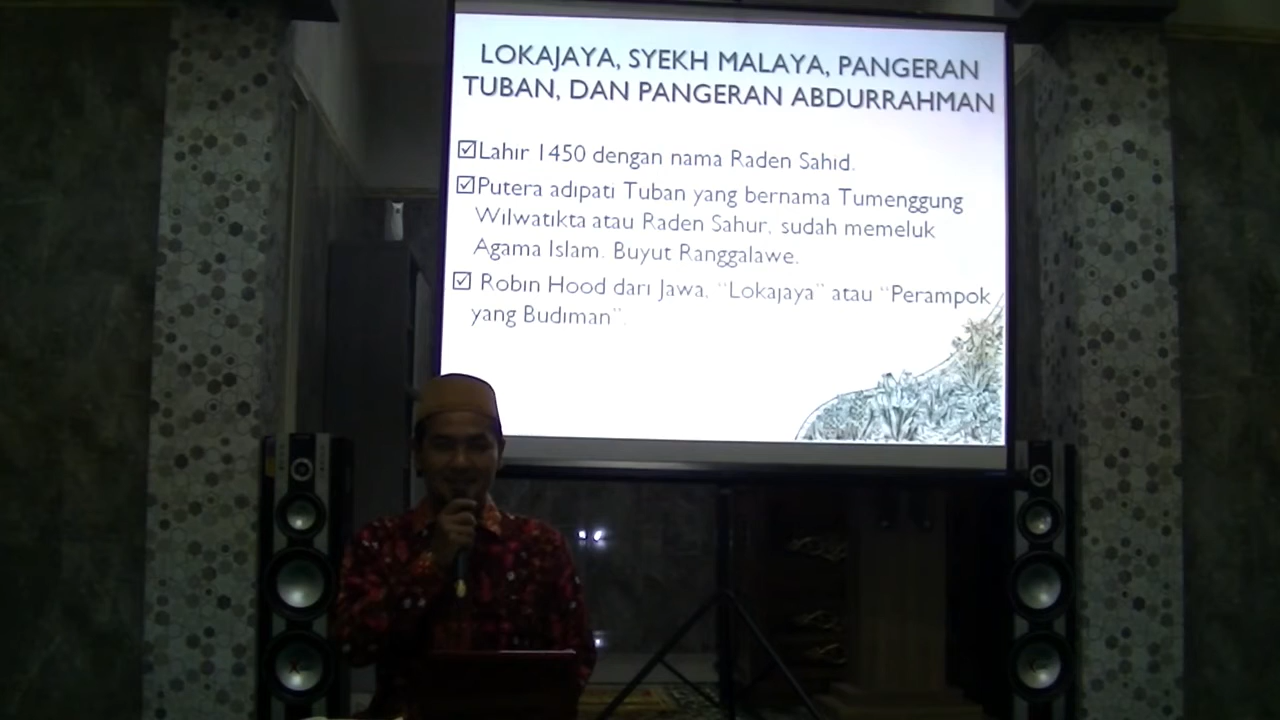 LOKAJAYA, SYEKH MALAYA, PANGERAN
TUBAN, DAN PANGERAN ABDURRAHMAN
Lahir 1450 dengan nama Raden Sahid.
Putera adipati Tuban yang bernama Tumenggung
Wilwatikta atau Raden Sahur, sudah memeluk
Agama Islam. Buyut Ranggalawe.
Robin Hood dari Jawa, "Lokajaya" atau "Perampok
yang Budiman".